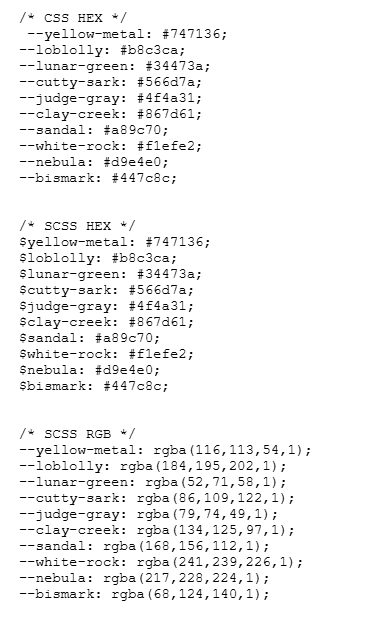 /* CSS HEX */
--yellow-metal: #747136;
--loblolly: #b8c3ca;
--lunar-green: #34473a;
--cutty-sark: #566d7a;
--judge-gray: #4f4a31;
--clay-creek: #867d61;
--sandal: #a89c70;
--white-rock: #f1efe2;
--nebula: #d9e4e0;
--bismark: #447c8c;
/* SCSS HEX */
$yellow-metal: #747136;
$loblolly: #b8c3ca;
$lunar-green: #34473a;
$cutty-sark: #566d7a;
$judge-gray: #4f4a31;
$clay-creek: #867d61;
$sandal: #a89c70;
$white-rock: #f1efe2;
$nebula: #d9e4e0;
$bismark: #447c8c;
/* SCSS RGB */
--yellow-metal: rgba(116,113,54,1);
--loblolly: rgba(184,195,202,1);
--lunar-green: rgba(52,71,58,1);
--cutty-sark: rgba(86,109,122,1);
--judge-gray: rgba(79,74,49,1);
--clay-creek: rgba(134,125,97,1);
--sandal: rgba(168,156,112,1);
--white-rock: rgba(241,239,226,1);
--nebula: rgba(217,228,224,1);
--bismark: rgba(68,124,140,1);